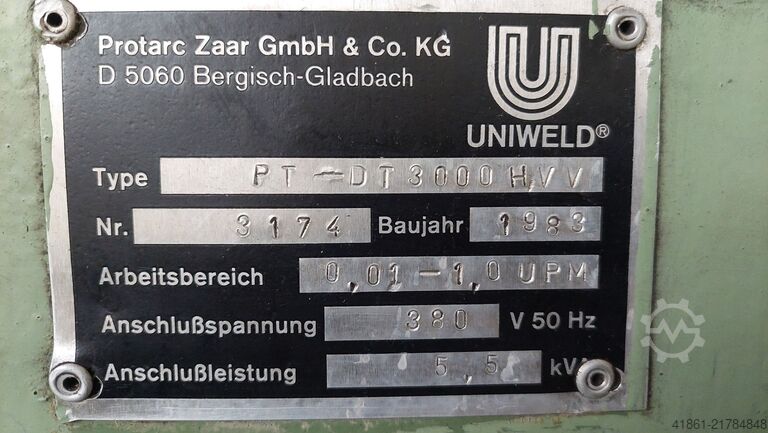 Protarc Zaar GmbH & Co. KG
D 5060 Bergisch-Gladbach
UNIWELD®
Type PT-DT3000HVV
Nr. 3174 Baujahr 1983
Arbeitsbereich 0,01-1,0 UPM
Anschlußspannung 380 V 50 Hz
Anschlußleistung 5,5 kVA
41861-21784848